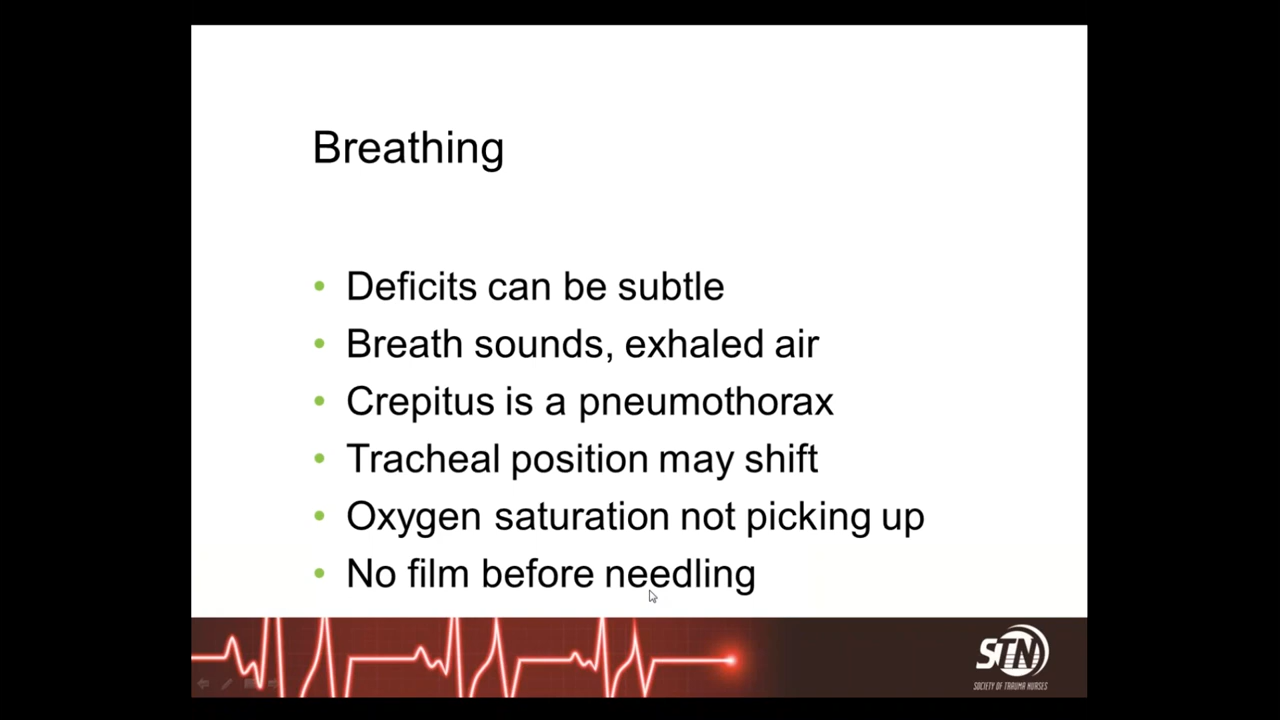 Breathing
• Deficits can be subtle
• Breath sounds, exhaled air
• Crepitus is a pneumothorax
• Tracheal position may shift
• Oxygen saturation not picking up
• No film before needling
STN
SOCIETY OF TRAUMA NURSES